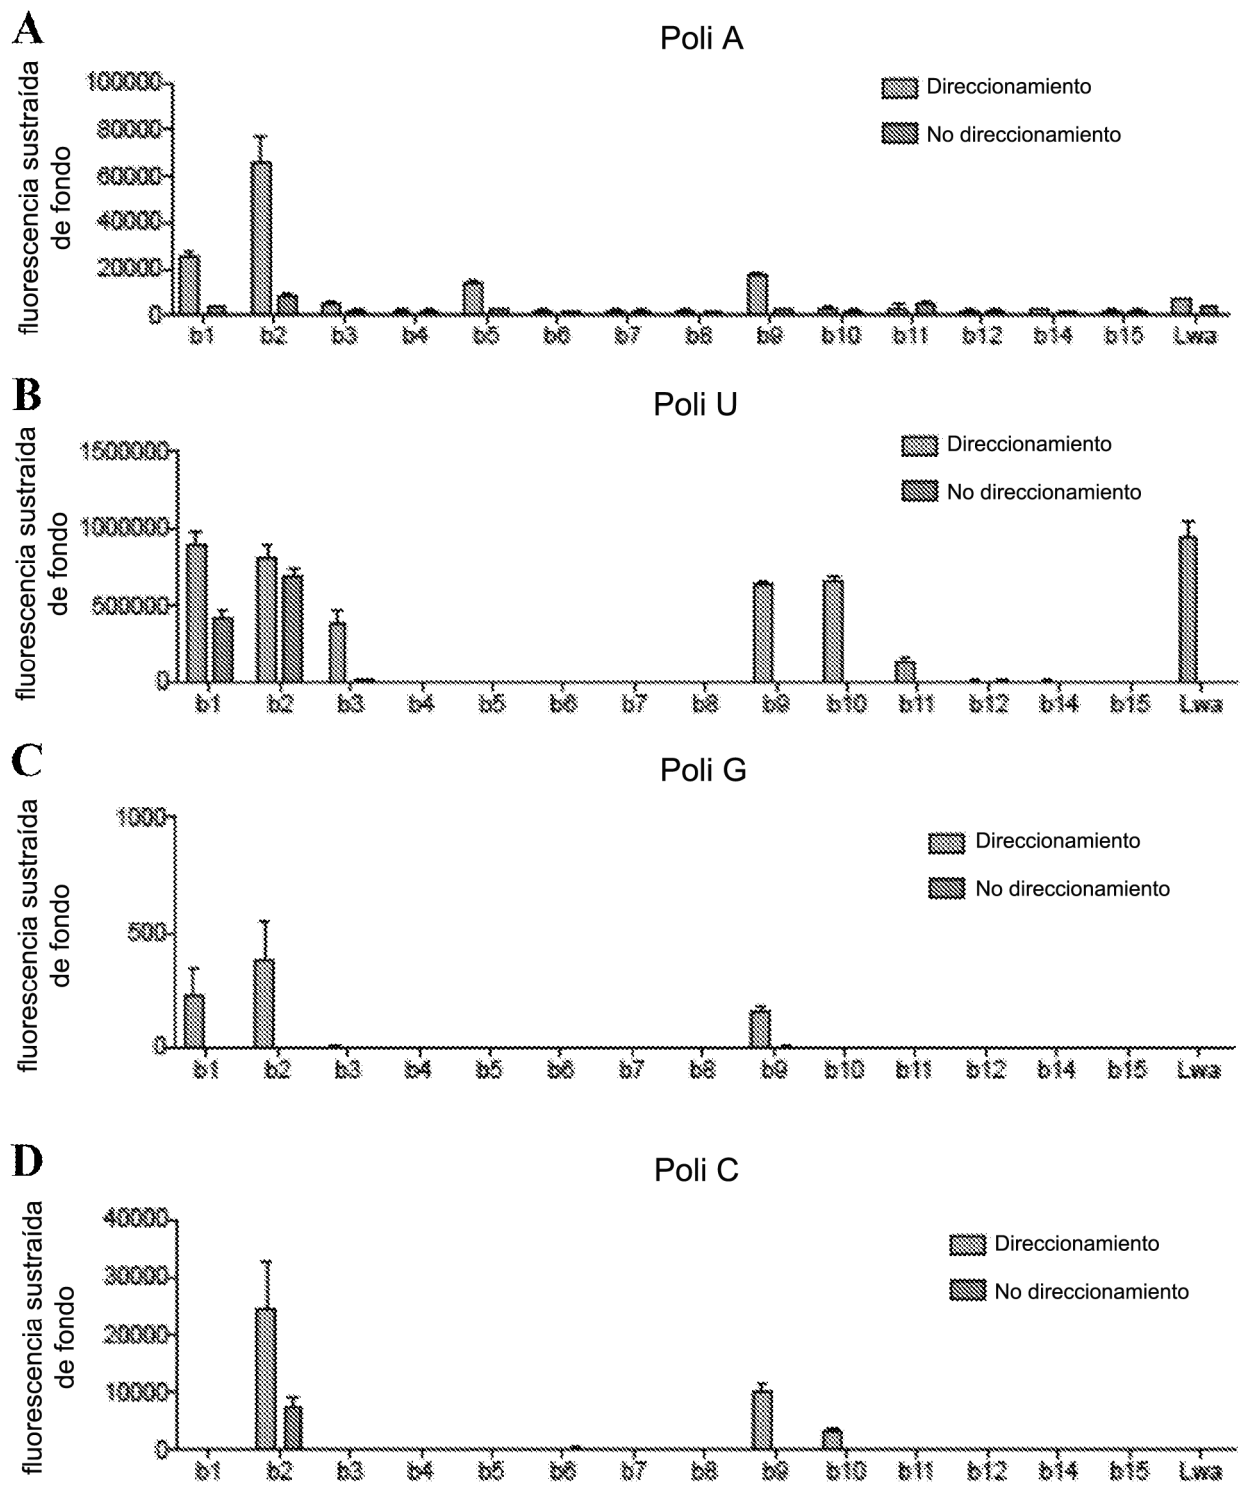 A
Poli A
fluorescencia sustraída
de fondo
100000
80000
60000
40000
20000
0
Direccionamiento
No direccionamiento
b1 b2 b3 b4 b5 b6 b7 b8 b9 b10 b11 b12 b14 b15 Lwa
B
Poli U
fluorescencia sustraída
de fondo
1500000
1000000
500000
0
Direccionamiento
No direccionamiento
b1 b2 b3 b4 b5 b6 b7 b8 b9 b10 b11 b12 b14 b15 Lwa
C
Poli G
fluorescencia sustraída
de fondo
1000
500
0
Direccionamiento
No direccionamiento
b1 b2 b3 b4 b5 b6 b7 b8 b9 b10 b11 b12 b14 b15 Lwa
D
Poli C
fluorescencia sustraída
de fondo
40000
30000
20000
10000
0
Direccionamiento
No direccionamiento
b1 b2 b3 b4 b5 b6 b7 b8 b9 b10 b11 b12 b14 b15 Lwa